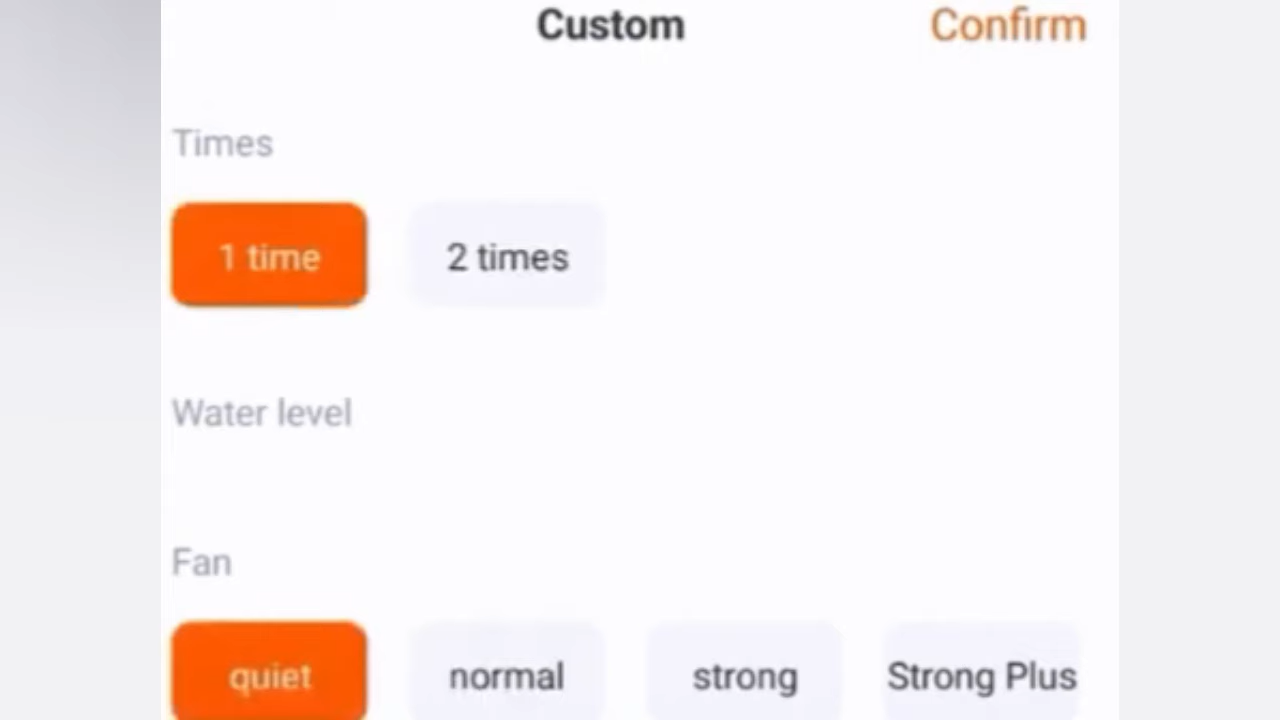 Custom Confirm
Times
1 time 2 times
Water level
Fan
quiet normal strong Strong Plus